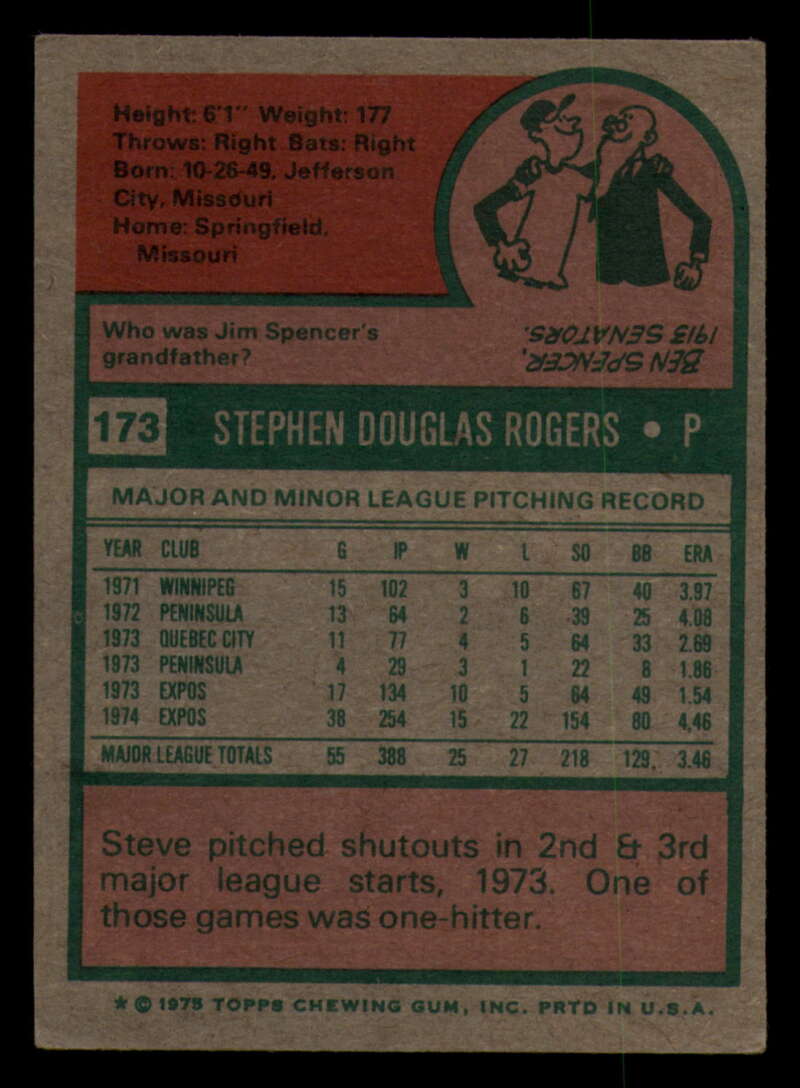 Height: 6'1" Weight: 177
Throws: Right Bats: Right
Born: 10-26-49, Jefferson
City, Missouri
Home: Springfield,
Missouri
Who was Jim Spencer's
grandfather?
BEN SPENCER,
1913 SENATORS.
173 STEPHEN DOUGLAS ROGERS • P
MAJOR AND MINOR LEAGUE PITCHING RECORD
YEAR CLUB G IP W L SO BB ERA
1971 WINNIPEG 15 102 3 10 67 40 3.97
1972 PENINSULA 13 64 2 6 39 25 4.08
1973 QUEBEC CITY 11 77 4 5 64 33 2.69
1973 PENINSULA 4 29 3 1 22 8 1.86
1973 EXPOS 17 134 10 5 64 49 1.54
1974 EXPOS 38 254 15 22 154 80 4.46
MAJOR LEAGUE TOTALS 55 388 25 27 218 129 3.46
Steve pitched shutouts in 2nd & 3rd
major league starts, 1973. One of
those games was one-hitter.
* © 1975 TOPPS CHEWING GUM, INC. PRTD IN U.S.A.